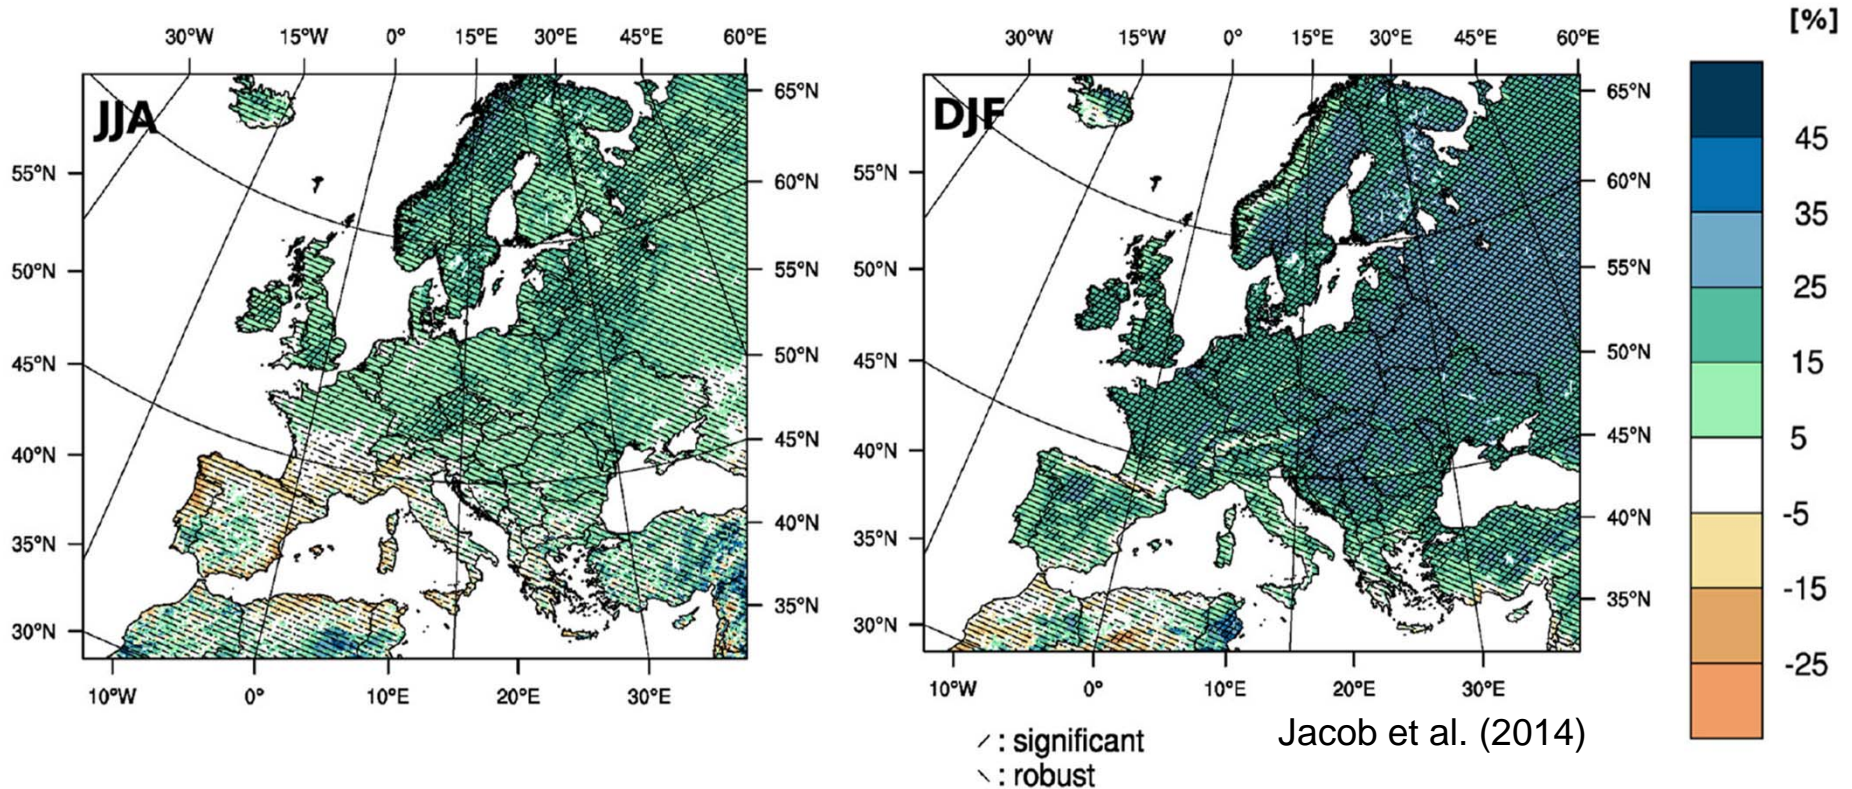 [%]
30°W 15°W 0° 15°E 30°E 45°E 60°E
JJA
65°N
60°N
55°N
50°N
45°N
40°N
35°N
55°N
50°N
45°N
40°N
35°N
30°N
10°W 0° 10°E 20°E 30°E
30°W 15°W 0° 15°E 30°E 45°E 60°E
DJF
55°N
50°N
45°N
40°N
35°N
30°N
65°N
60°N
55°N
50°N
45°N
40°N
35°N
10°W 0° 10°E 20°E 30°E
45
35
25
15
5
-5
-15
-25
⟋ : significant
⟍ : robust
Jacob et al. (2014)